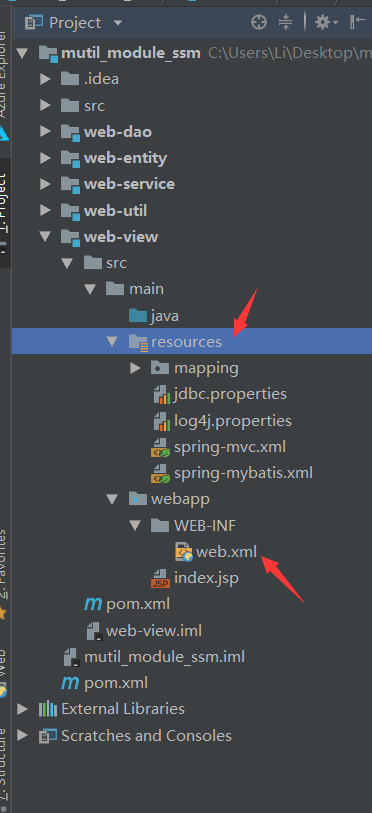 Project
mutil_module_ssm C:\Users\Li\Desktop\m
.idea
src
web-dao
web-entity
web-service
web-util
web-view
src
main
java
resources
mapping
jdbc.properties
log4j.properties
spring-mvc.xml
spring-mybatis.xml
webapp
WEB-INF
web.xml
index.jsp
pom.xml
web-view.iml
mutil_module_ssm.iml
pom.xml
External Libraries
Scratches and Consoles
Azure Explorer
1: Project
2: Favorites
Web
7: Structure